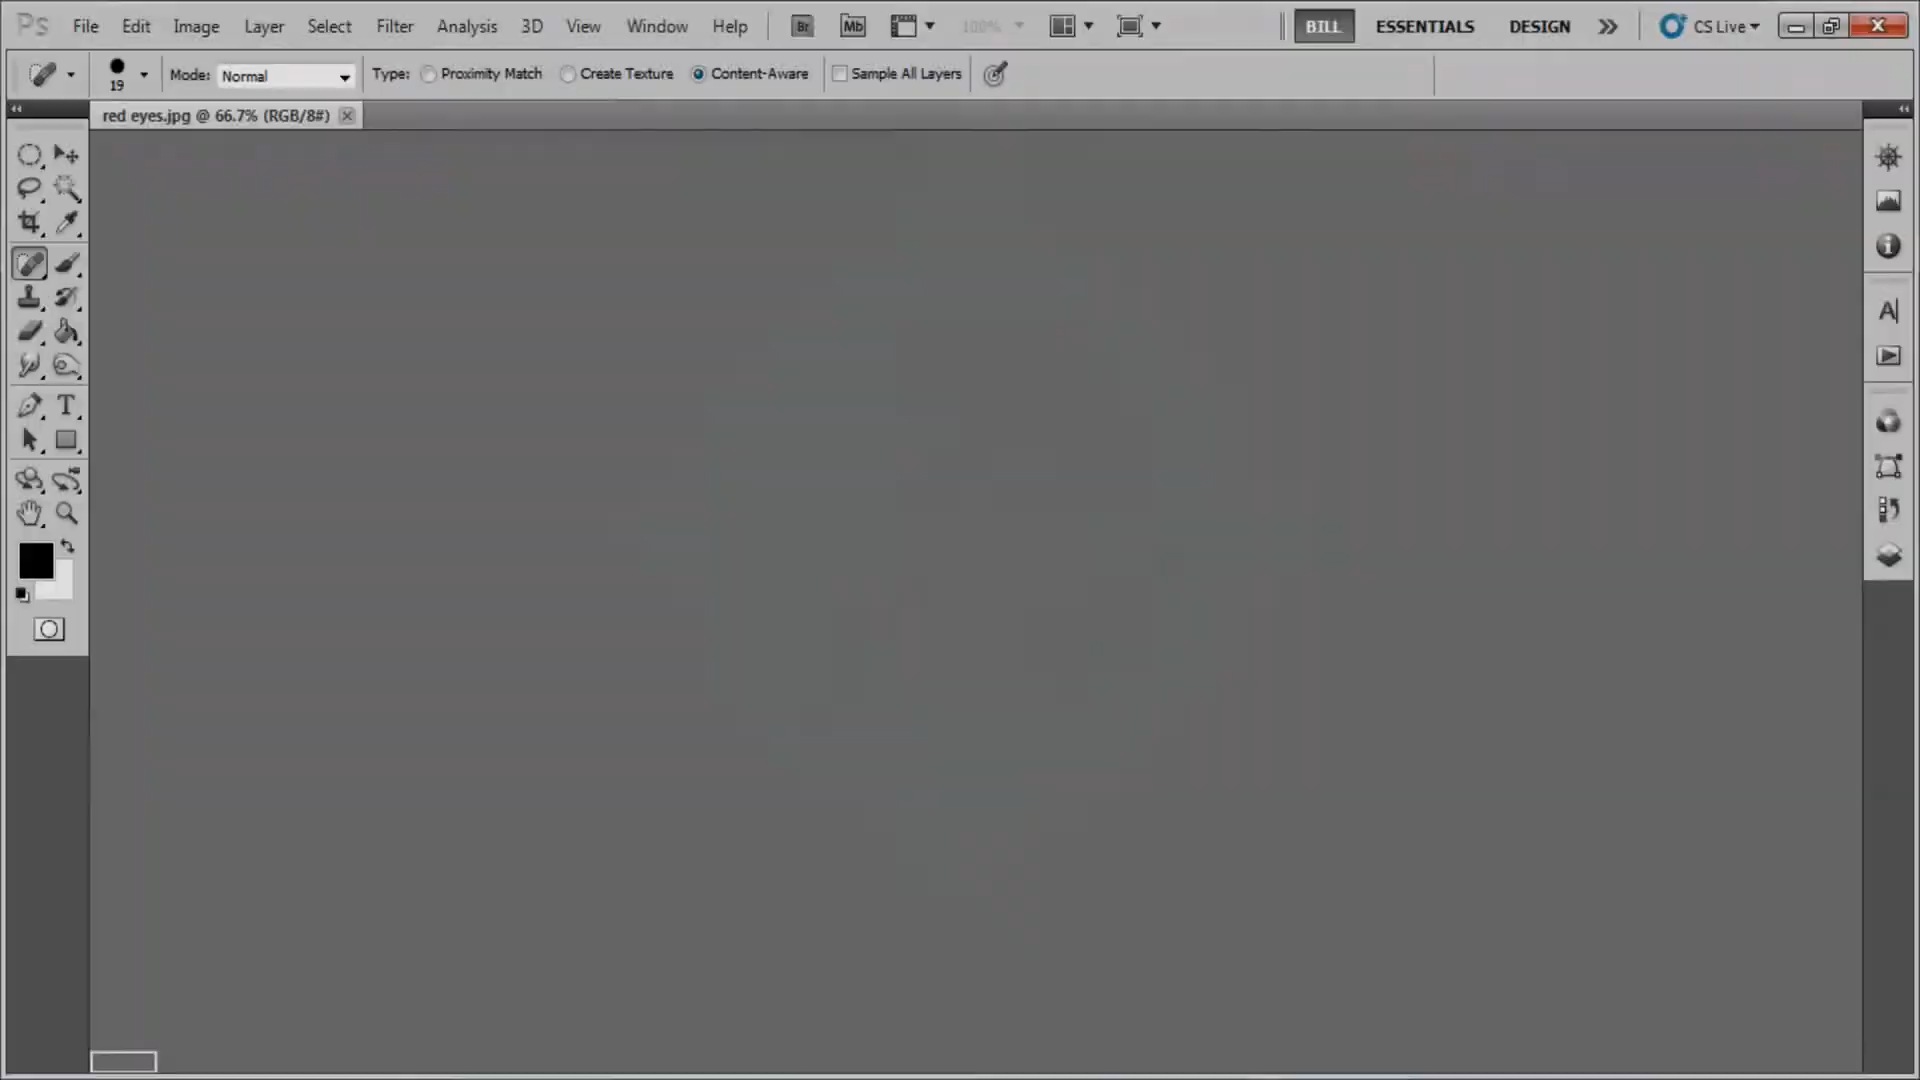 Ps File Edit Image Layer Select Filter Analysis 3D View Window Help Br Mb 100% BILL ESSENTIALS DESIGN CS Live
19 Mode: Normal Type: Proximity Match Create Texture Content-Aware Sample All Layers
red eyes.jpg @ 66.7% (RGB/8#)
T
A